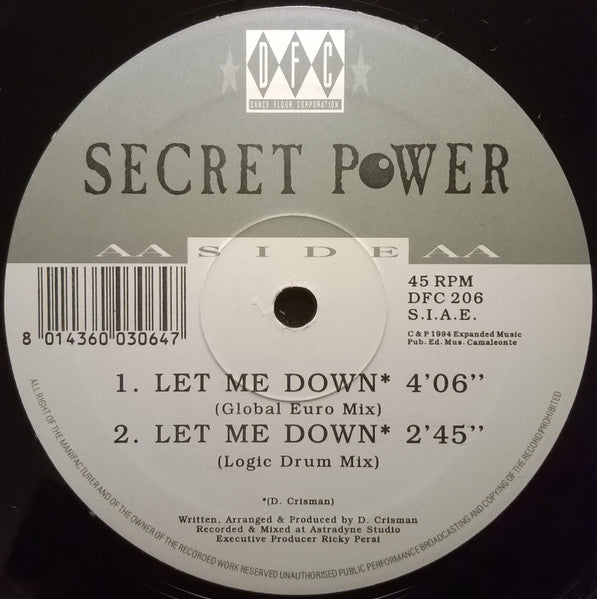 DFC®
DANCE FLOOR CORPORATION
SECRET POWER
AA SIDE AA
8 014360 030647
45 RPM
DFC 206
S.I.A.E.
C & P 1994 Expanded Music
Pub. Ed. Mus. Camaleonte
1. LET ME DOWN* 4'06''
(Global Euro Mix)
2. LET ME DOWN* 2'45''
(Logic Drum Mix)
*(D. Crisman)
Written, Arranged & Produced by D. Crisman
Recorded & Mixed at Astradyne Studio
Executive Producer Ricky Persi
ALL RIGHT OF THE MANUFACTURER AND OF THE OWNER OF THE RECORDED WORK RESERVED UNAUTHORISED PUBLIC PERFORMANCE BROADCASTING AND COPYING OF THE RECORD PROHIBITED